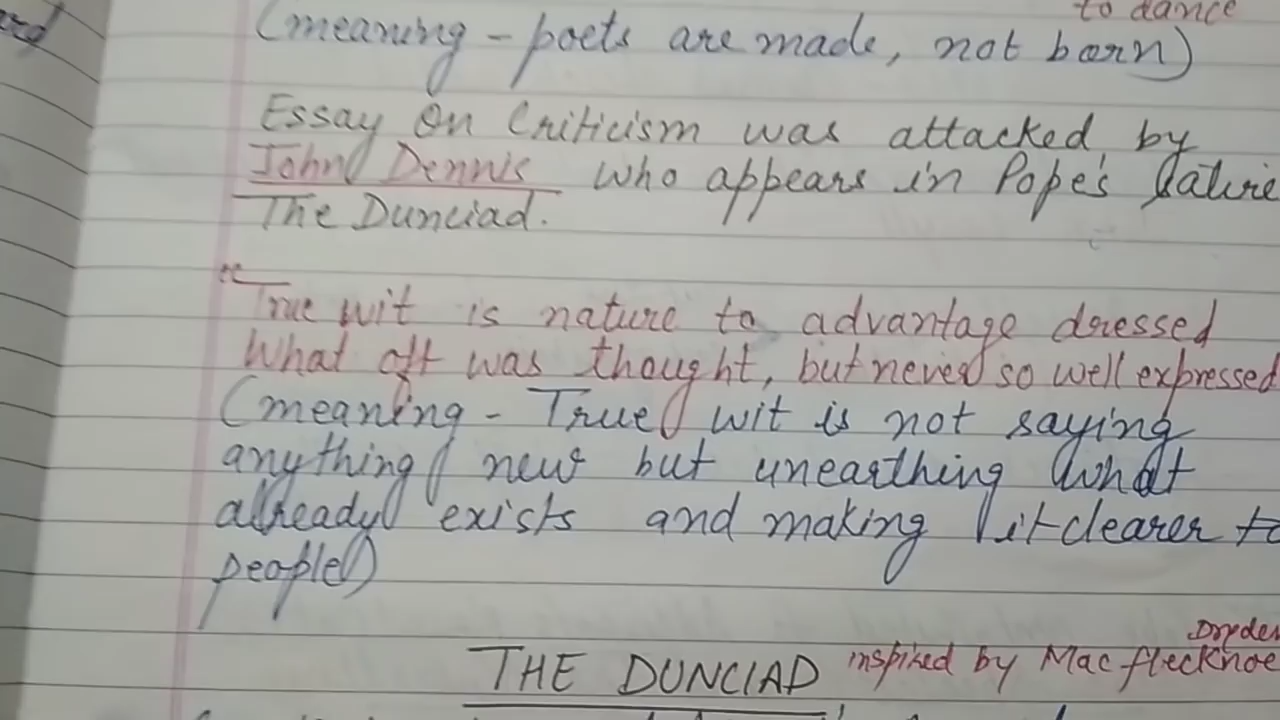 to dance
(meaning - poets are made, not born)
Essay On Criticism was attacked by
John Dennis who appears in Pope's Satire
The Dunciad.
"True wit is nature to advantage dressed
What oft was thought, but never so well expressed
(meaning - True wit is not saying
anything new but unearthing what
already exists and making it clearer to
people)
Dryden
THE DUNCIAD inspired by Mac flecknoe